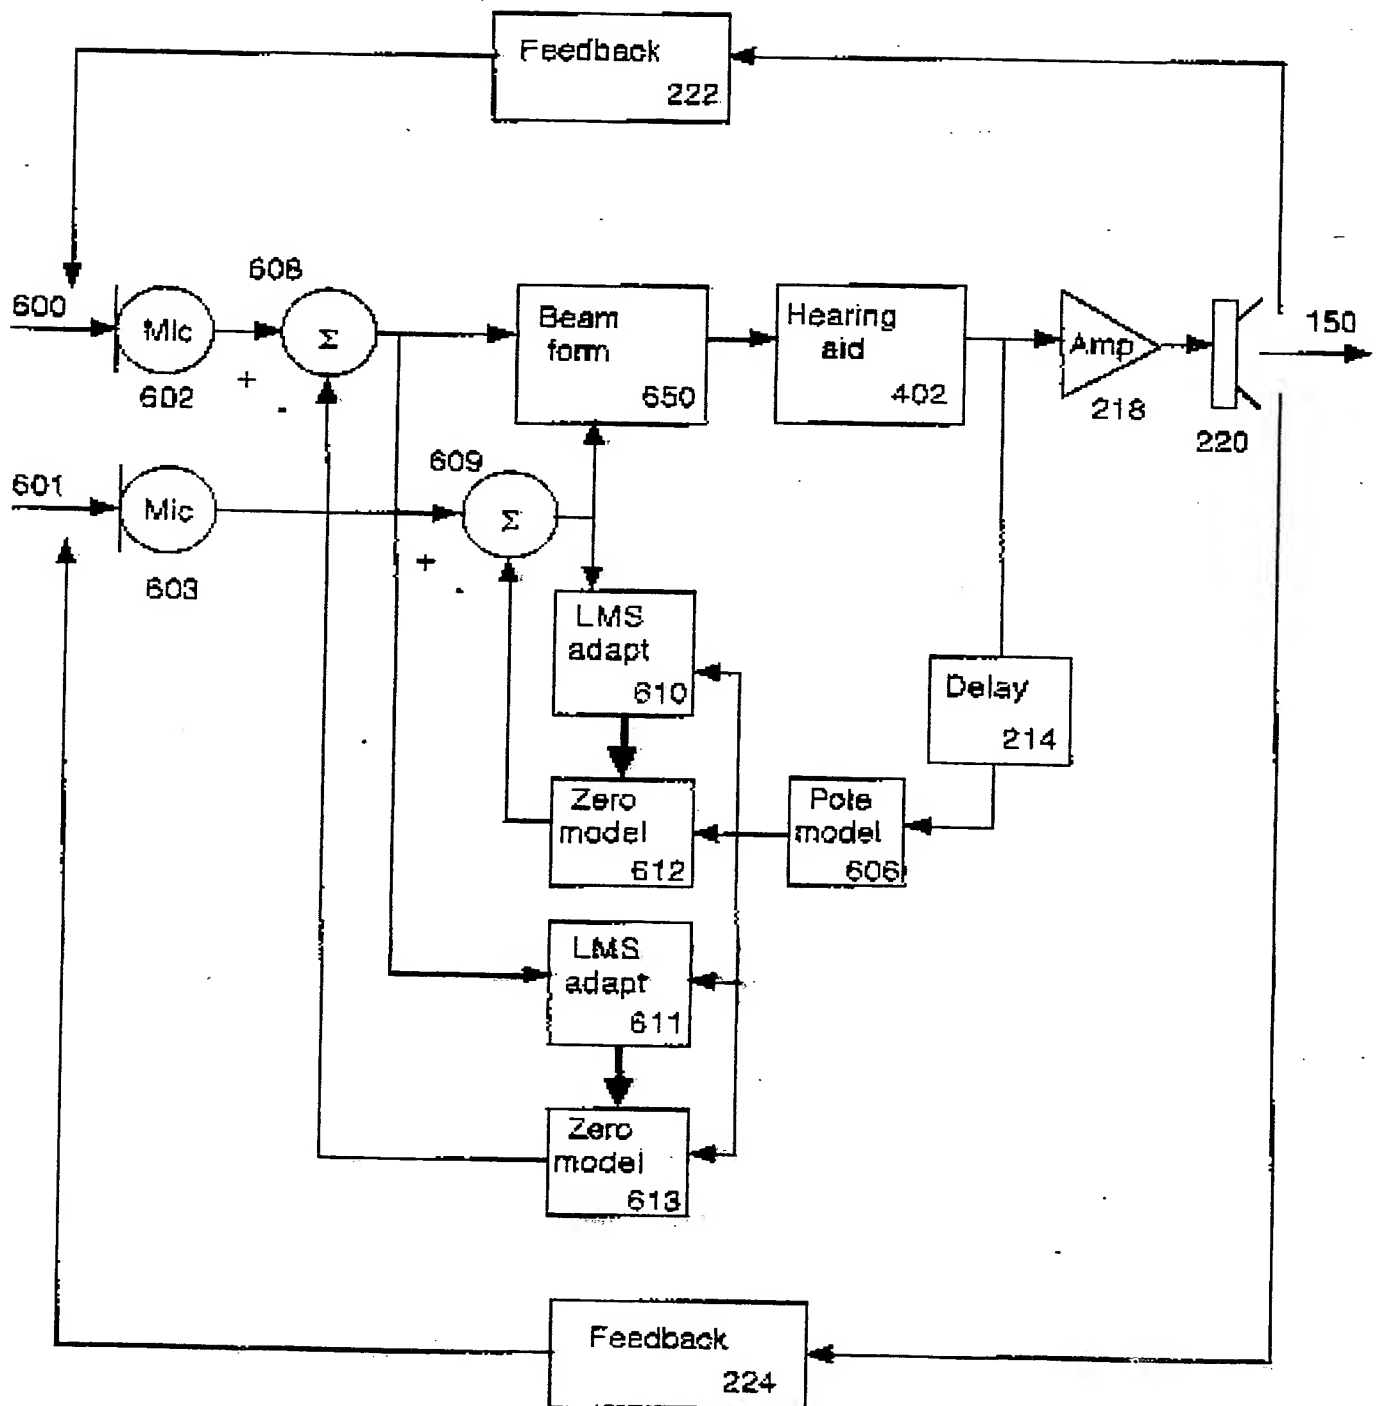 Feedback
222
608
600
Mic
Σ
+
-
602
Beam
form
650
Hearing
aid
402
Amp
218
220
150
601
Mic
603
609
Σ
+
-
LMS
adapt
610
Delay
214
Zero
model
612
Pole
model
606
LMS
adapt
611
Zero
model
613
Feedback
224